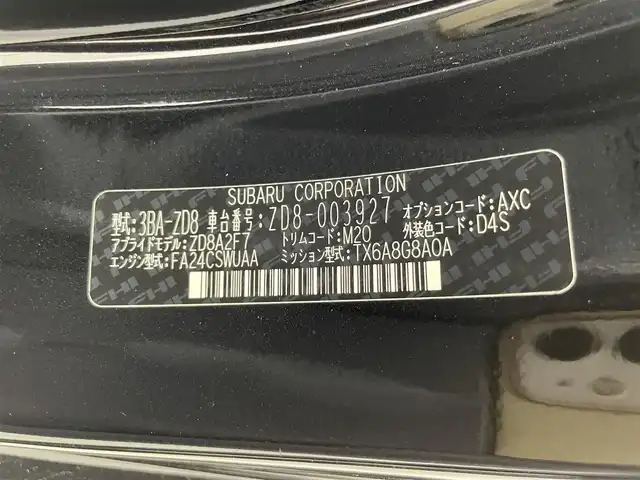 SUBARU CORPORATION
型式:3BA-ZD8 車台番号:ZD8-003927 オプションコード:AXC
アプライドモデル:ZD8A2F7 トリムコード:M20 外装色コード:D4S
エンジン型式:FA24CSWUAA ミッション型式:TX6A8G8AOA